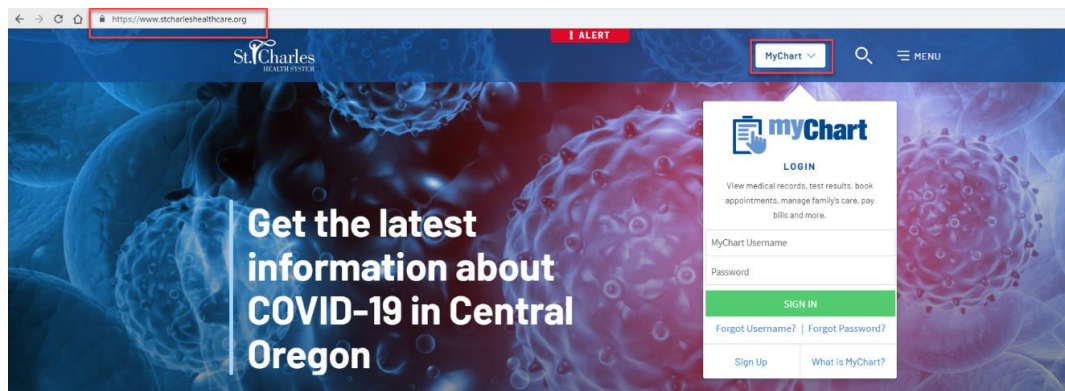 https://www.stcharleshealthcare.org
! ALERT
St. Charles
HEALTH SYSTEM
MyChart
MENU
myChart
LOGIN
View medical records, test results, book
appointments, manage family's care, pay
bills and more.
MyChart Username
Password
SIGN IN
Forgot Username? | Forgot Password?
Sign Up
What is MyChart?
Get the latest
information about
COVID-19 in Central
Oregon